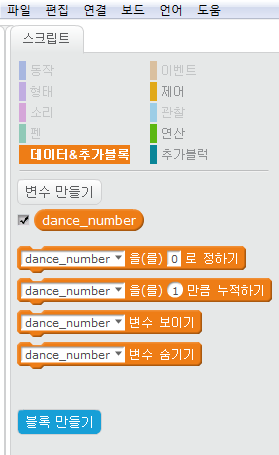 파일 편집 연결 보드 언어 도움
스크립트
동작 이벤트
형태 제어
소리 관찰
펜 연산
데이터&추가블록 추가블럭
변수 만들기
dance_number
dance_number 을(를) 0 로 정하기
dance_number 을(를) 1 만큼 누적하기
dance_number 변수 보이기
dance_number 변수 숨기기
블록 만들기